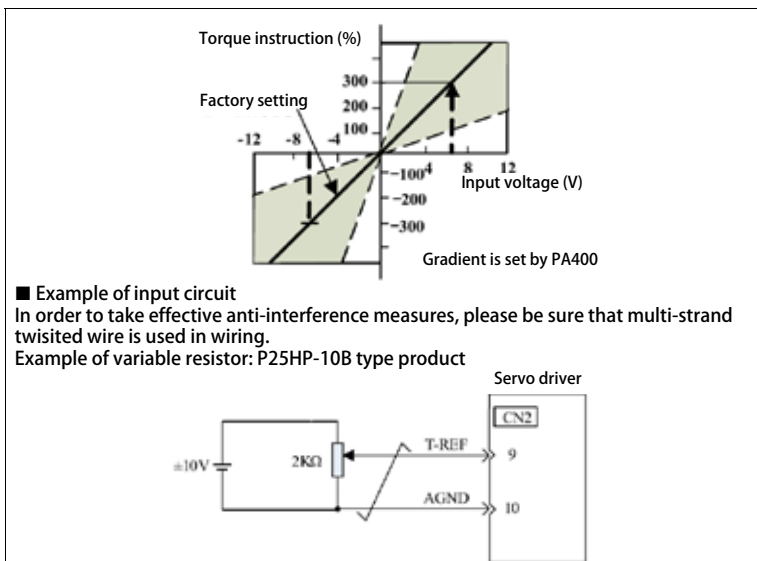 Torque instruction (%)
Factory setting
300
200
100
-12 -8 -4
4 8 12
-100
-200
-300
Input voltage (V)
Gradient is set by PA400
■ Example of input circuit
In order to take effective anti-interference measures, please be sure that multi-strand
twisited wire is used in wiring.
Example of variable resistor: P25HP-10B type product
Servo driver
CN2
±10V
2KΩ
T-REF
9
AGND
10